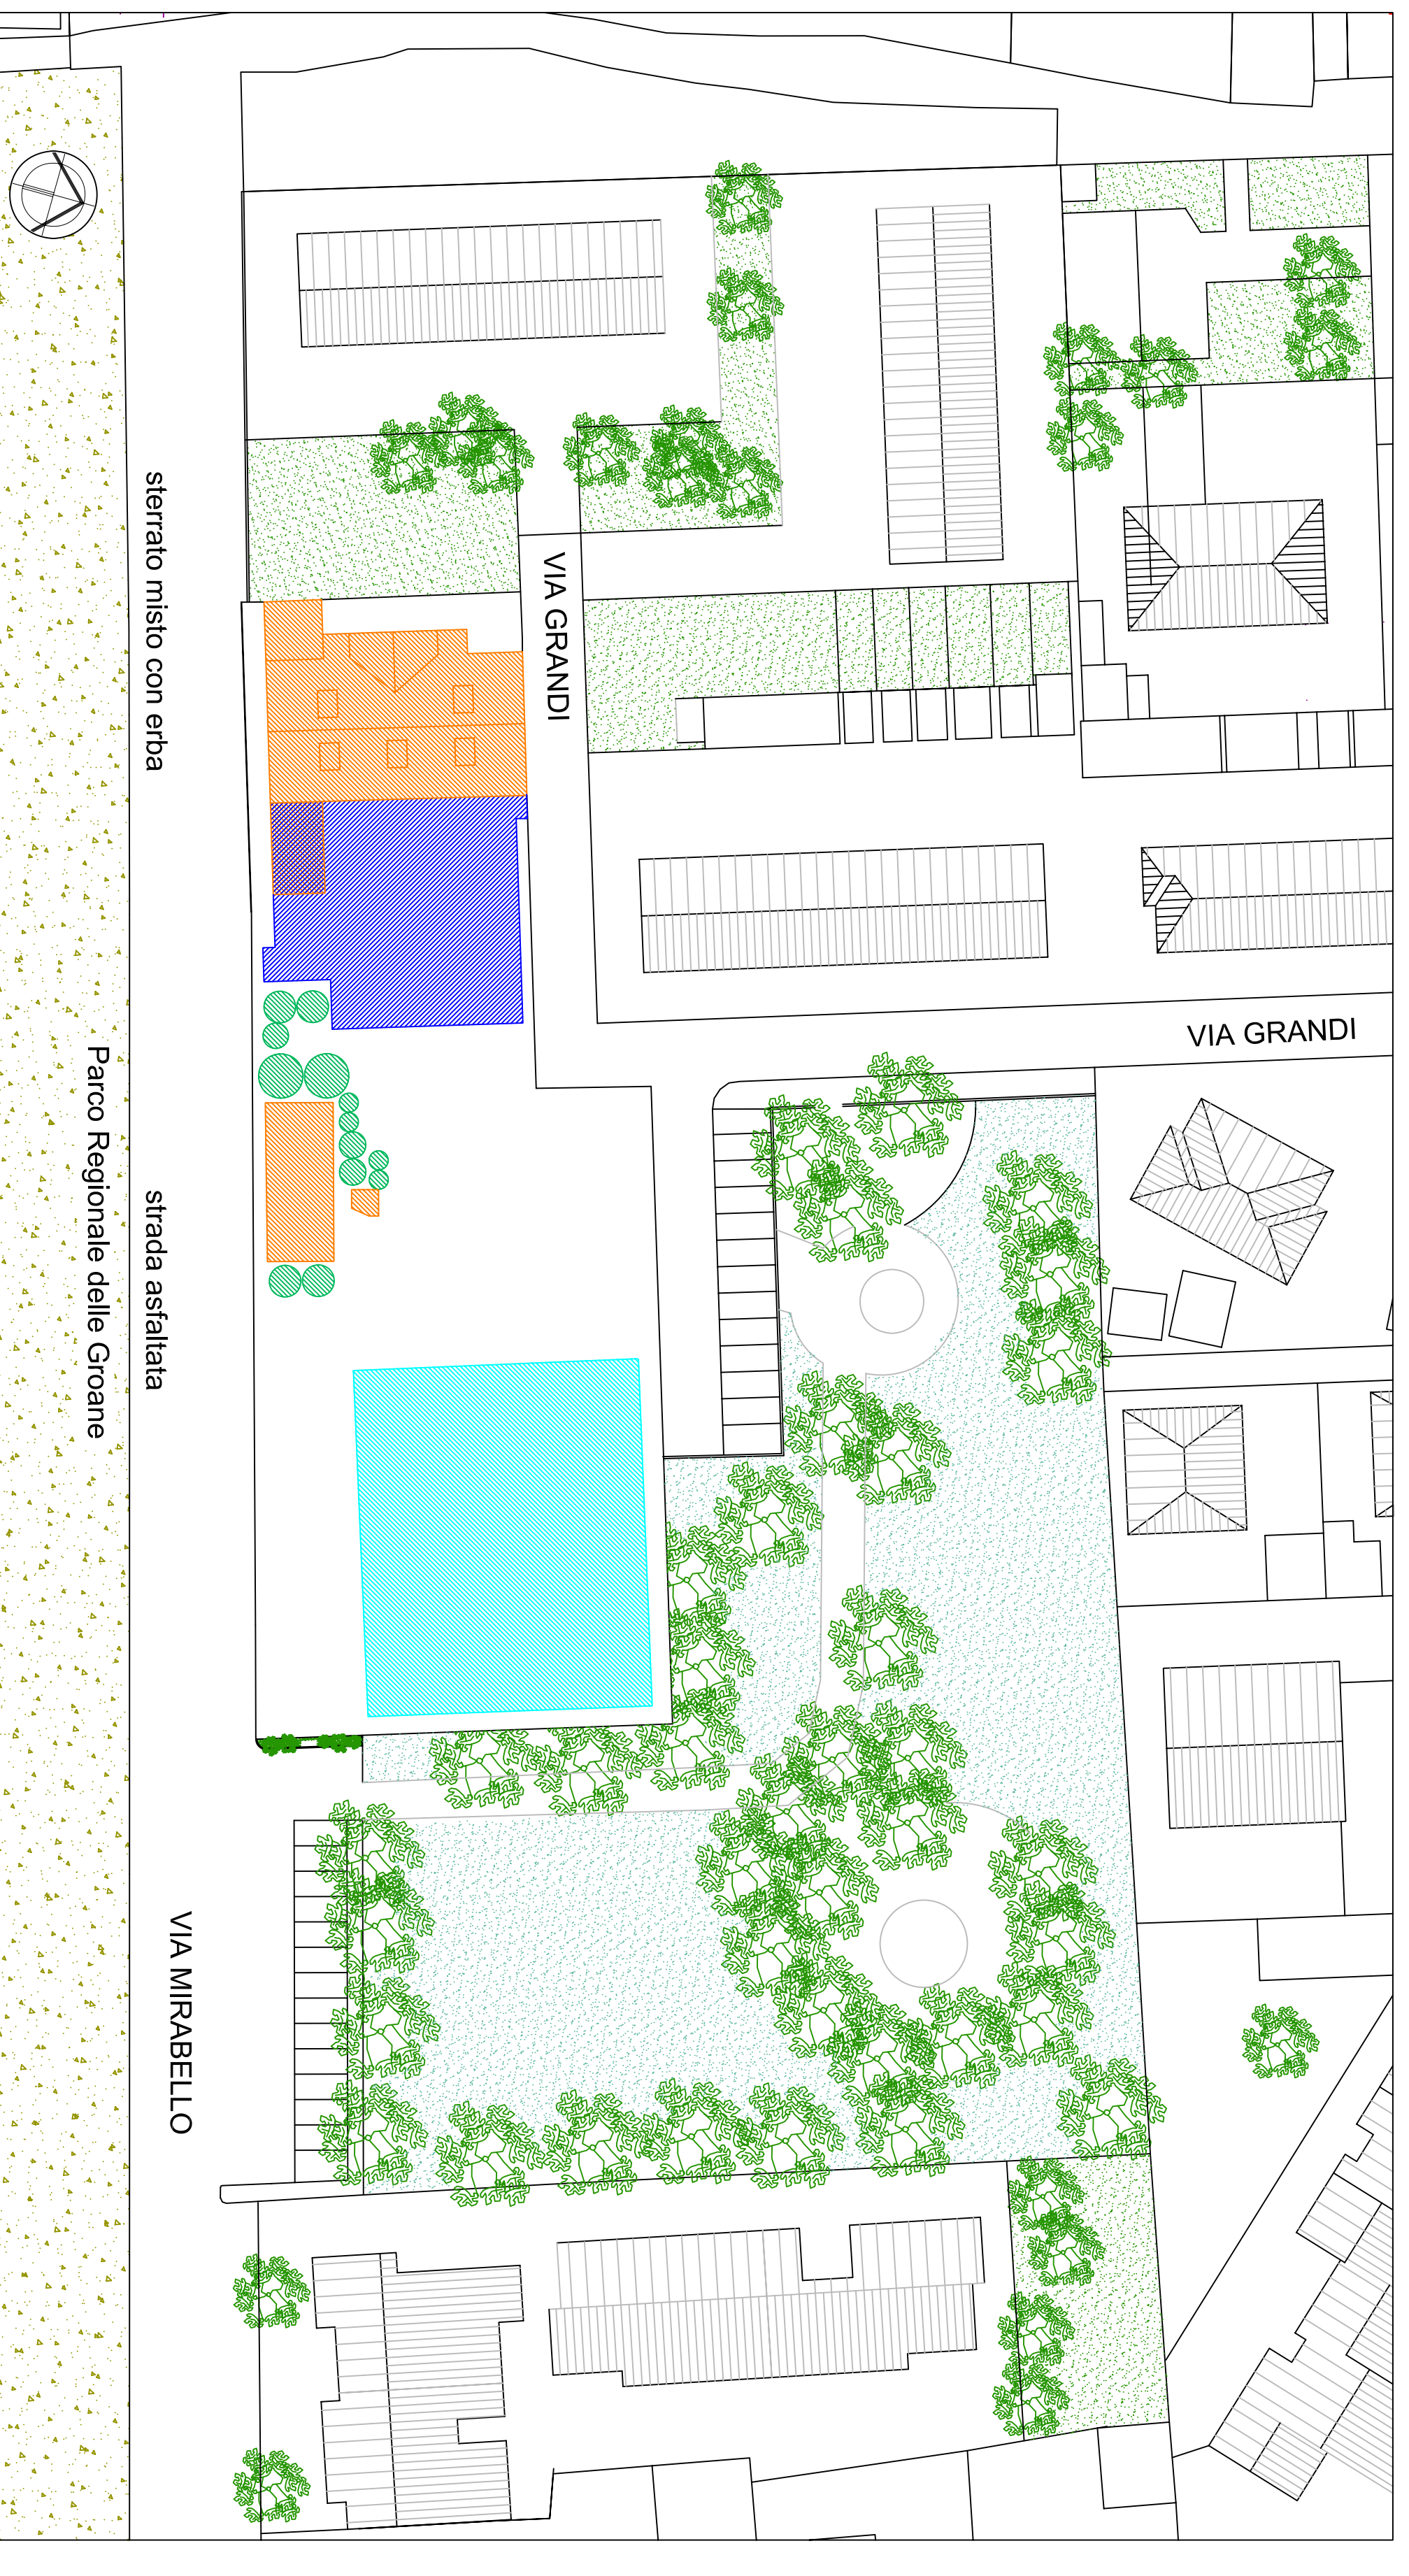 sterrato misto con erba
VIA GRANDI
VIA GRANDI
Parco Regionale delle Groane
strada asfaltata
VIA MIRABELLO